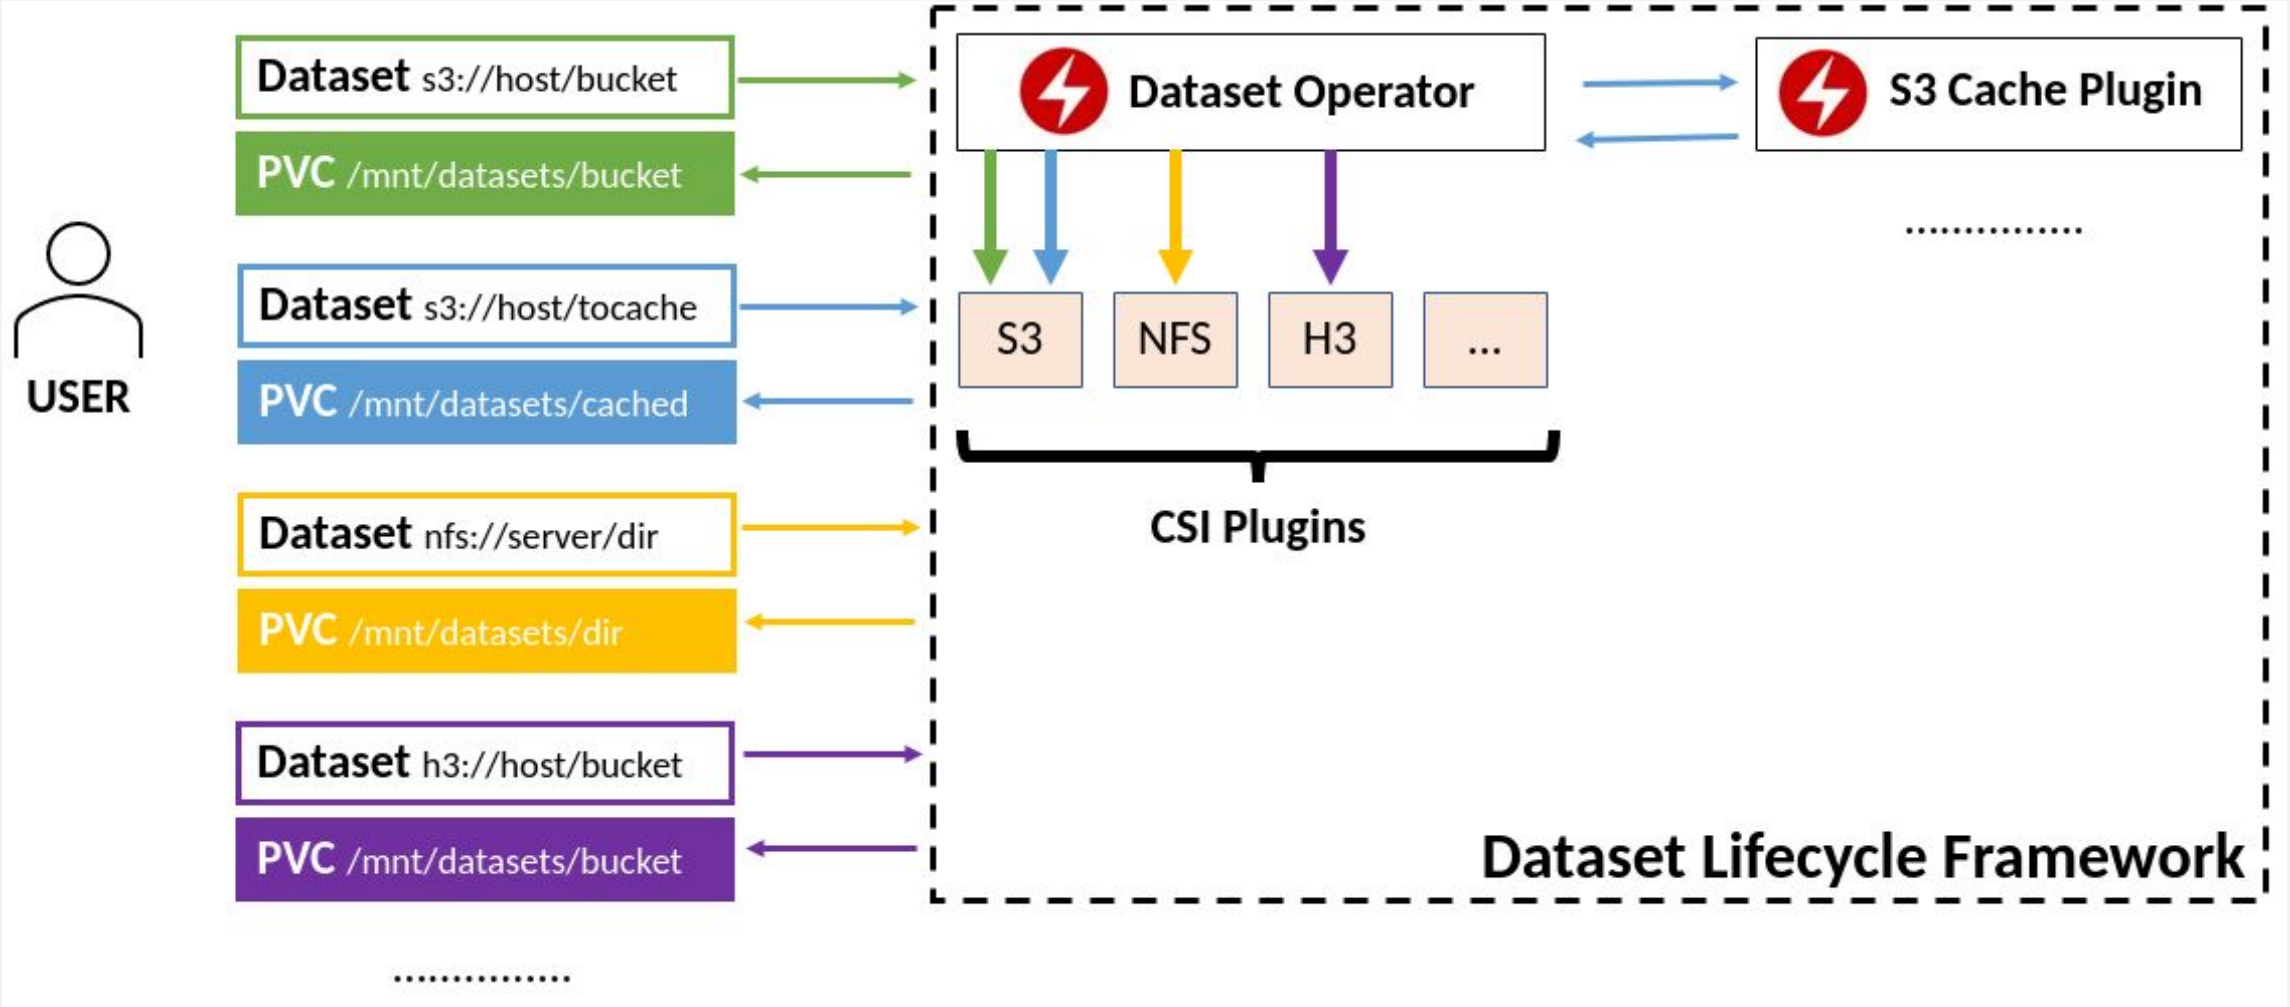 Dataset s3://host/bucket
PVC /mnt/datasets/bucket
USER
Dataset s3://host/tocache
PVC /mnt/datasets/cached
Dataset nfs://server/dir
PVC /mnt/datasets/dir
Dataset h3://host/bucket
PVC /mnt/datasets/bucket
...............
Dataset Operator
S3 Cache Plugin
...............
S3
NFS
H3
...
CSI Plugins
Dataset Lifecycle Framework